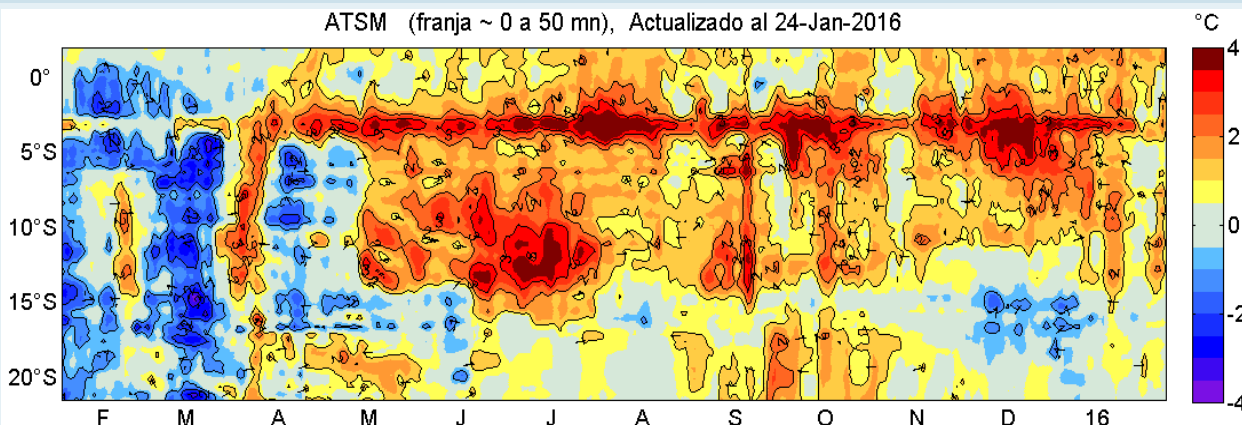 ATSM (franja ~ 0 a 50 mn), Actualizado al 24-Jan-2016
°C
0°
5°S
10°S
15°S
20°S
F M A M J J A S O N D 16
4
2
0
-2
-4